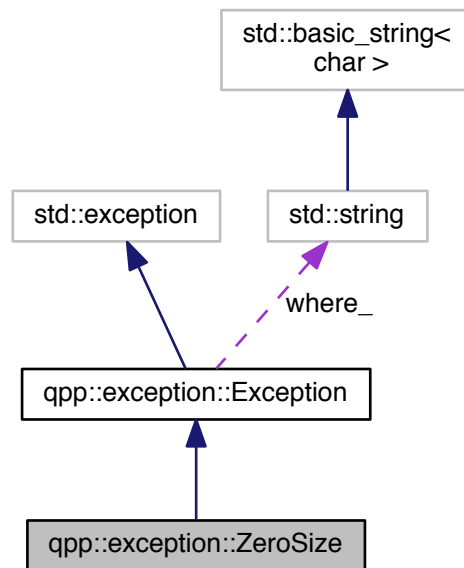 std::basic_string<
char >
std::exception
std::string
where_
qpp::exception::Exception
qpp::exception::ZeroSize